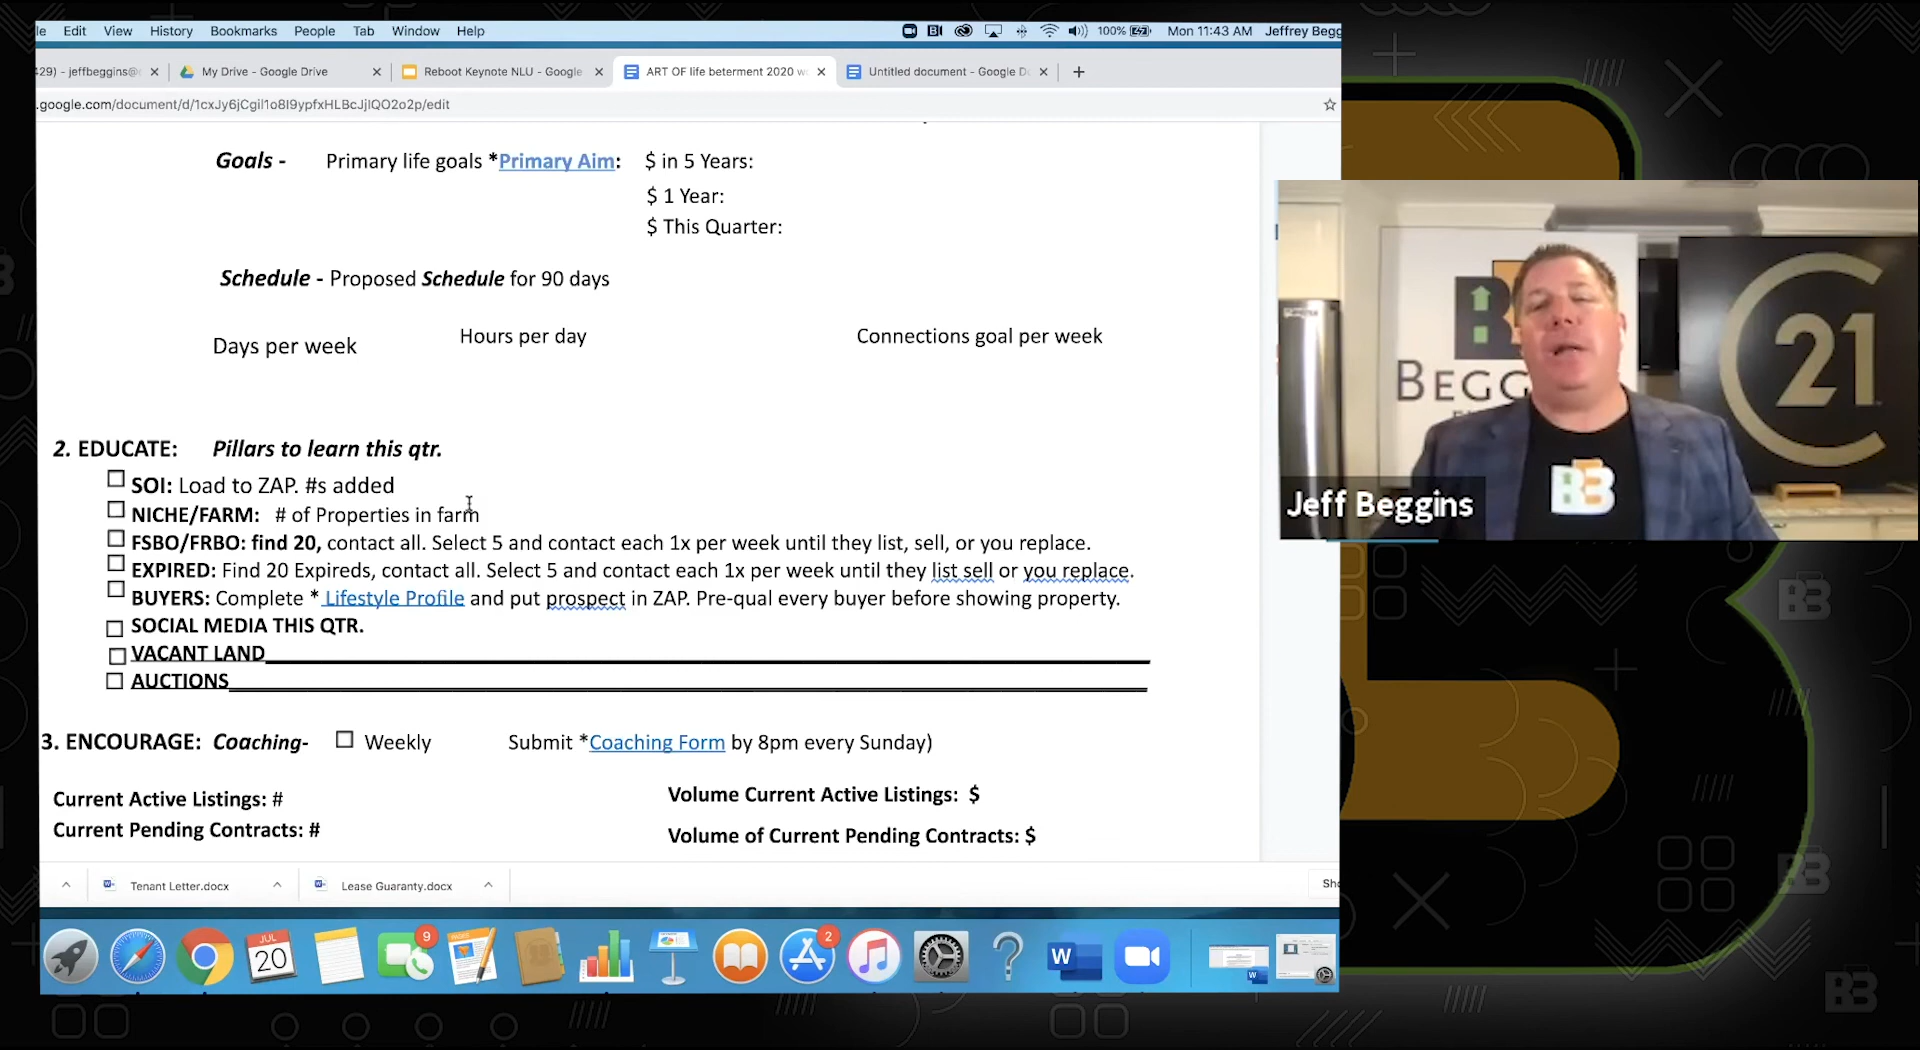 Edit View History Bookmarks People Tab Window Help 100% Mon 11:43 AM Jeffrey Begg
429) - jeffbeggins@ My Drive - Google Drive Reboot Keynote NLU - Google ART OF life beterment 2020 w Untitled document - Google D
.google.com/document/d/1cxJy6jCgil1o8I9ypfxHLBcJjIQO2o2p/edit
Goals - Primary life goals *Primary Aim: $ in 5 Years:
$ 1 Year:
$ This Quarter:
Schedule - Proposed Schedule for 90 days
Days per week Hours per day Connections goal per week
2. EDUCATE: Pillars to learn this qtr.
SOI: Load to ZAP. #s added
NICHE/FARM: # of Properties in farm
FSBO/FRBO: find 20, contact all. Select 5 and contact each 1x per week until they list, sell, or you replace.
EXPIRED: Find 20 Expireds, contact all. Select 5 and contact each 1x per week until they list sell or you replace.
BUYERS: Complete * Lifestyle Profile and put prospect in ZAP. Pre-qual every buyer before showing property.
SOCIAL MEDIA THIS QTR.
VACANT LAND
AUCTIONS
3. ENCOURAGE: Coaching- Weekly Submit *Coaching Form by 8pm every Sunday)
Current Active Listings: # Volume Current Active Listings: $
Current Pending Contracts: # Volume of Current Pending Contracts: $
Tenant Letter.docx Lease Guaranty.docx Sho
JUL
20
9
PAGES
2
W
BEGG
21
Jeff Beggins